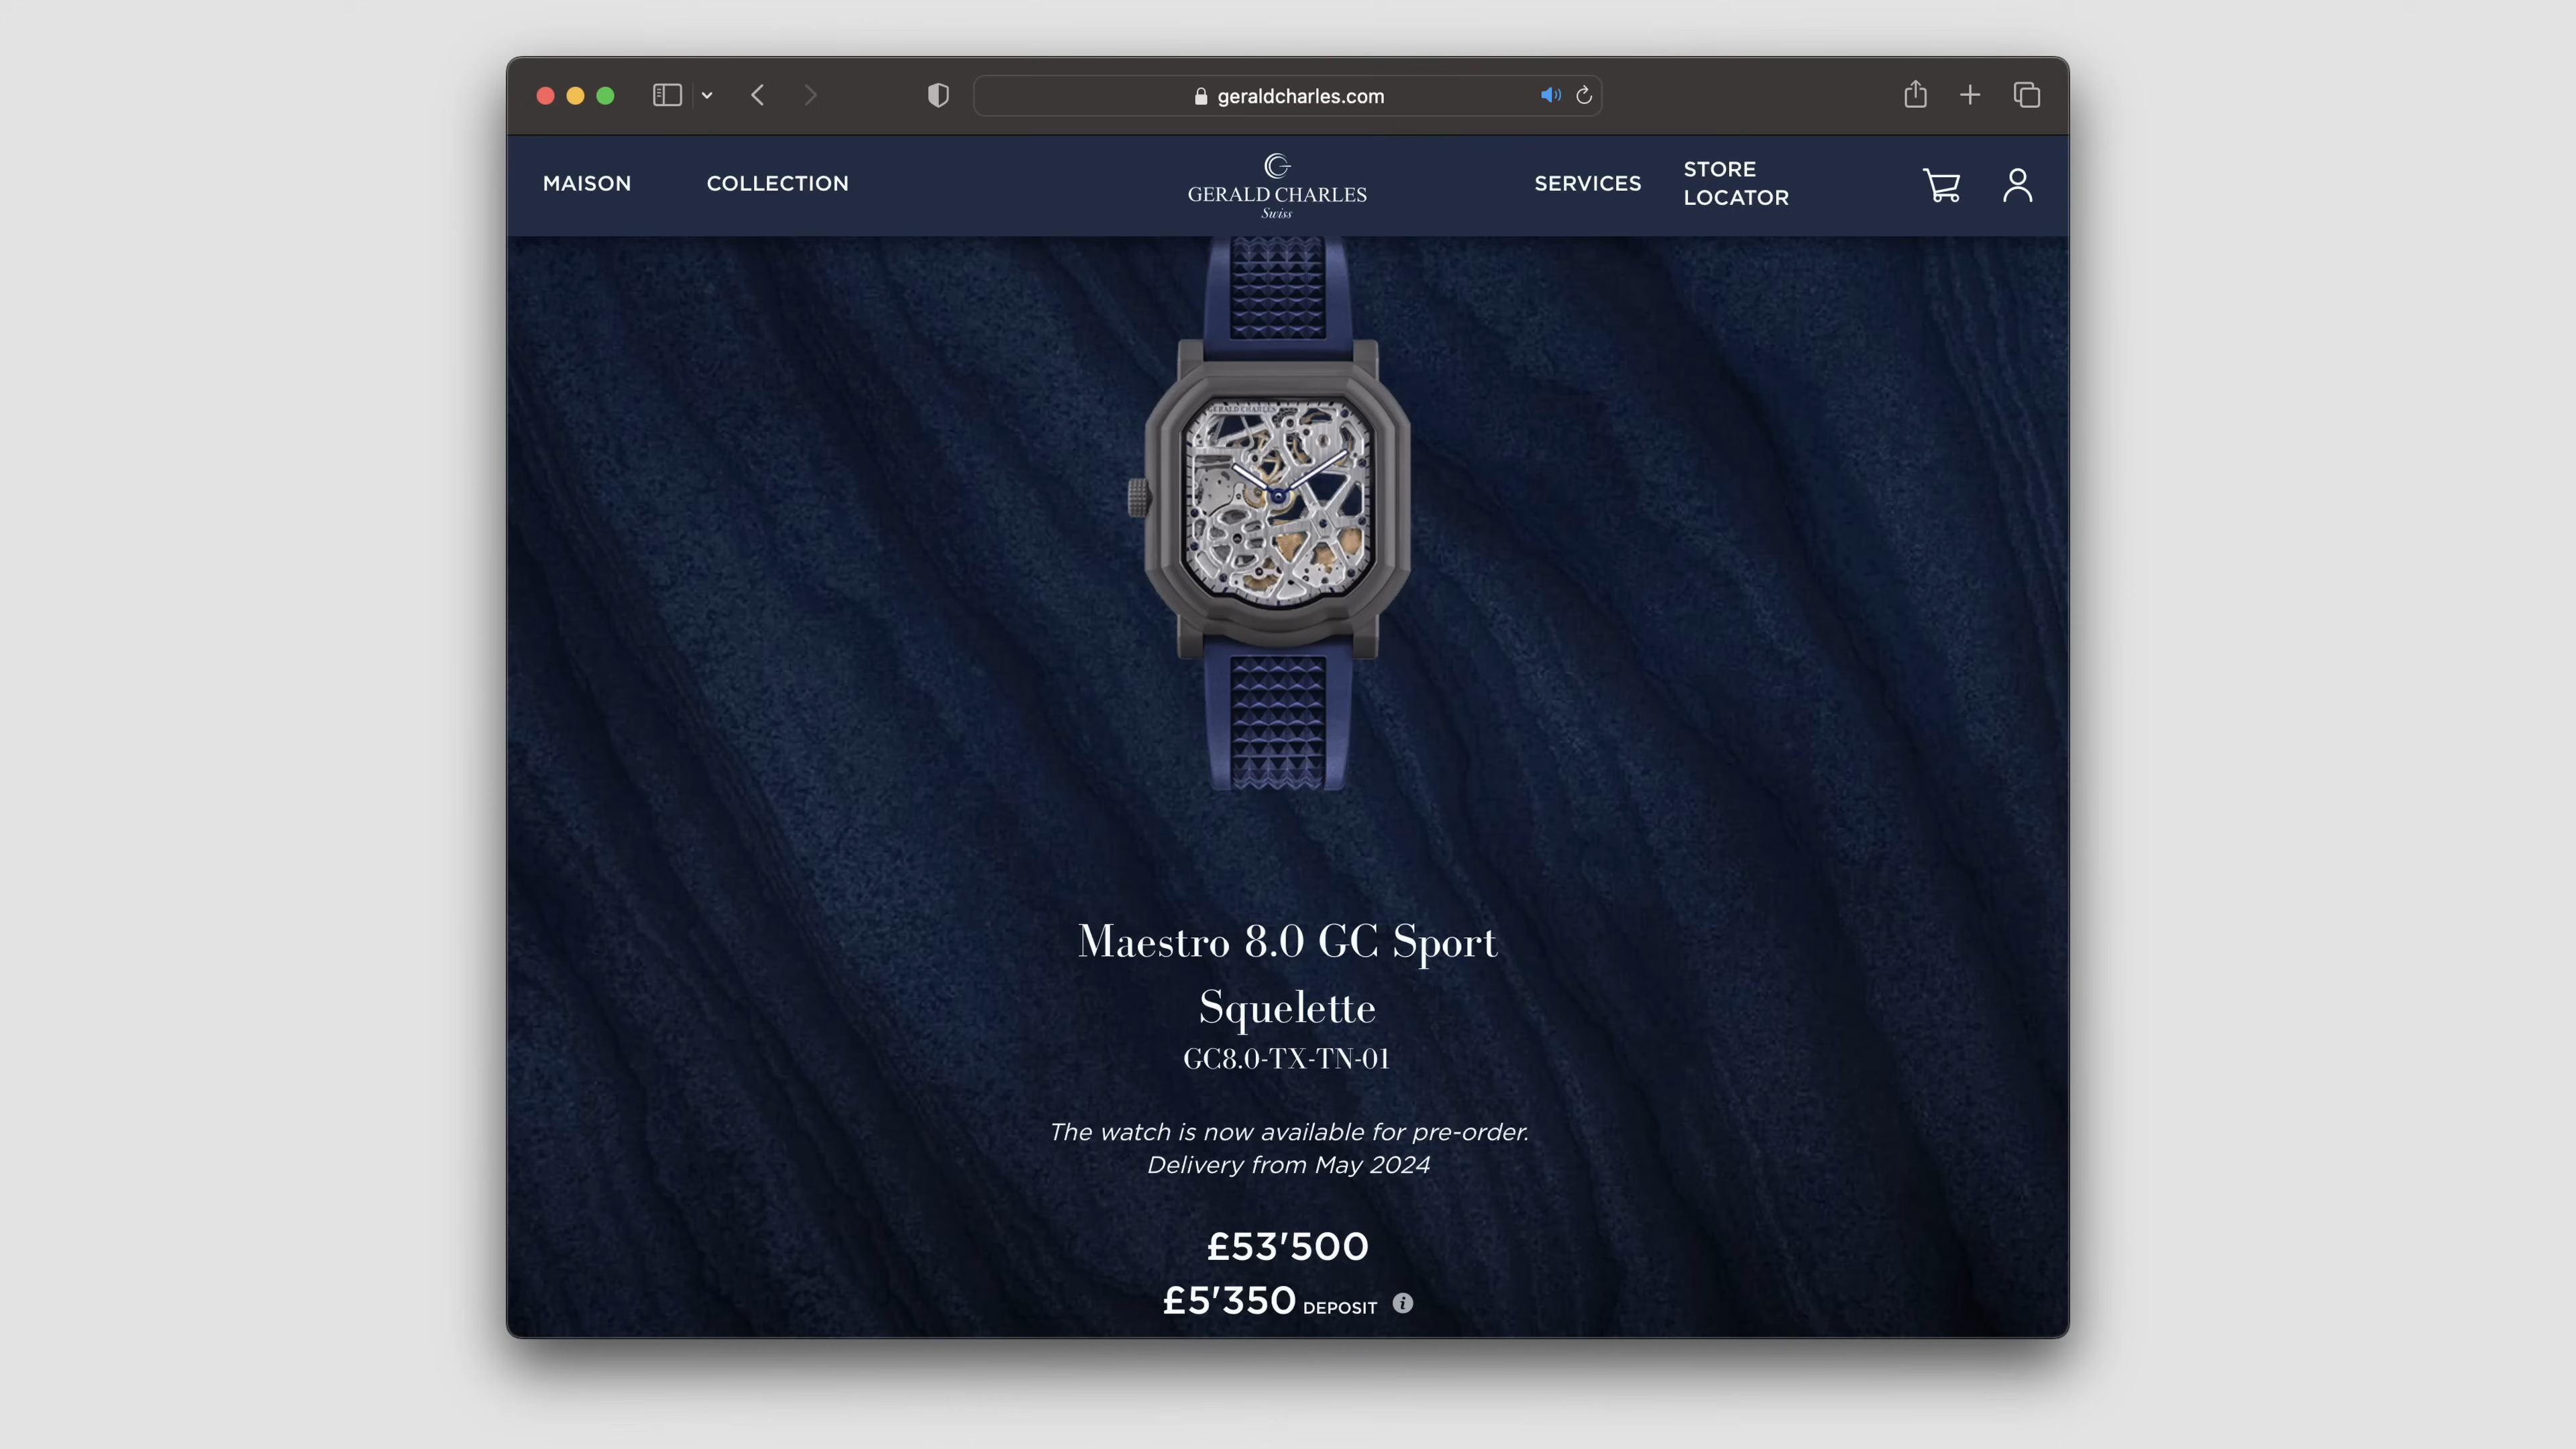 geraldcharles.com
MAISON
COLLECTION
GERALD CHARLES
Swiss
SERVICES
STORE
LOCATOR
GERALD CHARLES
Maestro 8.0 GC Sport
Squelette
GC8.0-TX-TN-01
The watch is now available for pre-order.
Delivery from May 2024
£53'500
£5'350 DEPOSIT i